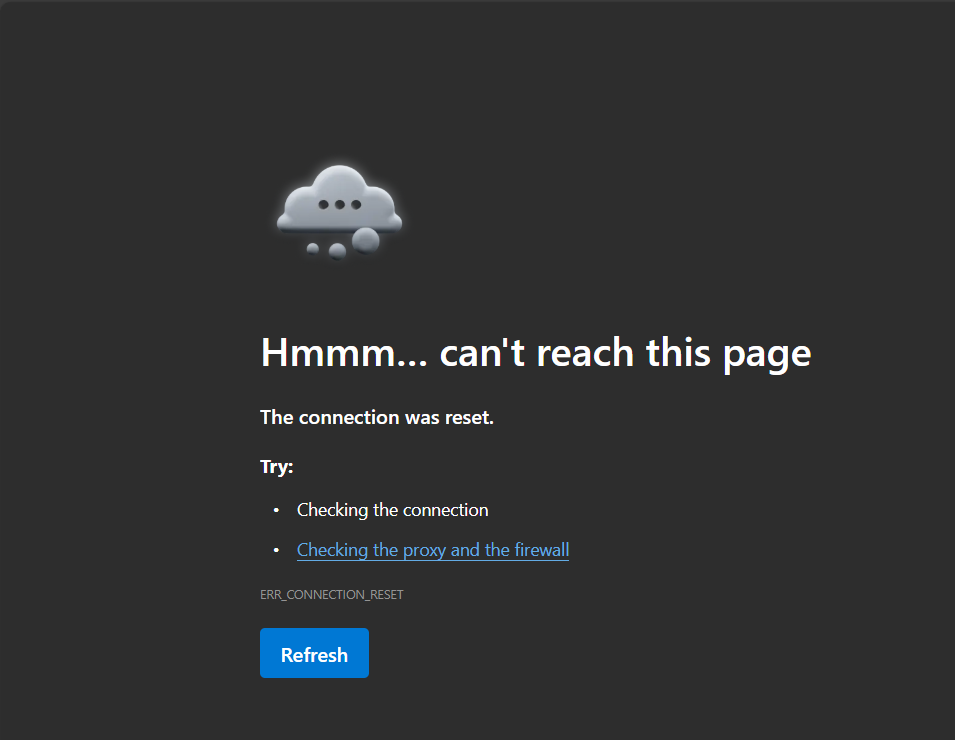 Hmmm... can't reach this page
The connection was reset.
Try:
• Checking the connection
• Checking the proxy and the firewall
ERR_CONNECTION_RESET
Refresh